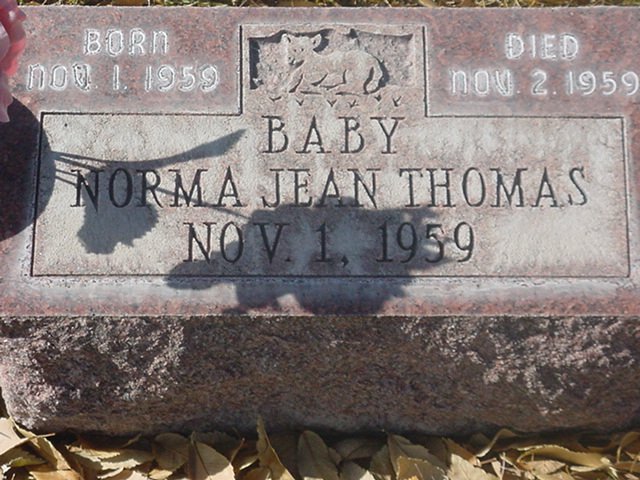 BORN
NOV. 1. 1959
DIED
NOV. 2. 1959
BABY
NORMA JEAN THOMAS
NOV. 1, 1959